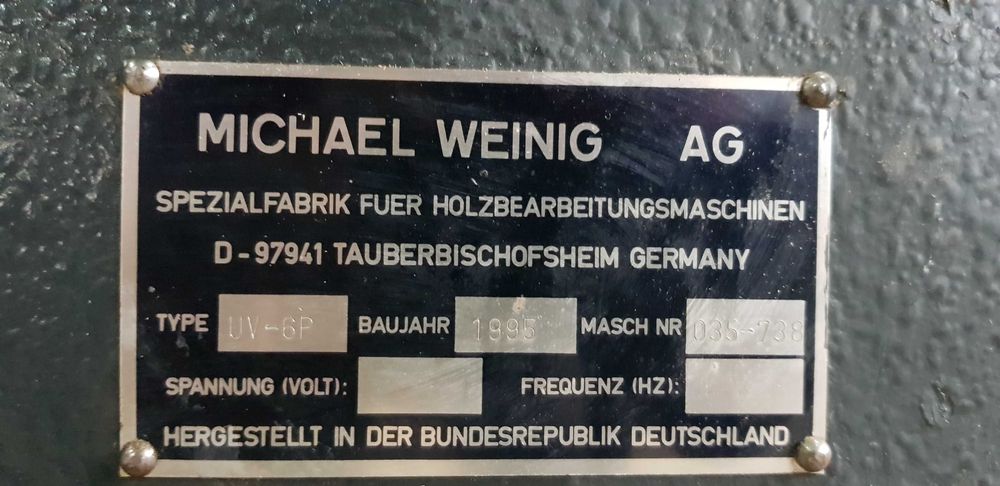 MICHAEL WEINIG AG
SPEZIALFABRIK FUER HOLZBEARBEITUNGSMASCHINEN
D-97941 TAUBERBISCHOFSHEIM GERMANY
TYPE UV-6P BAUJAHR 1995 MASCH NR 035-738
SPANNUNG (VOLT): FREQUENZ (HZ):
HERGESTELLT IN DER BUNDESREPUBLIK DEUTSCHLAND